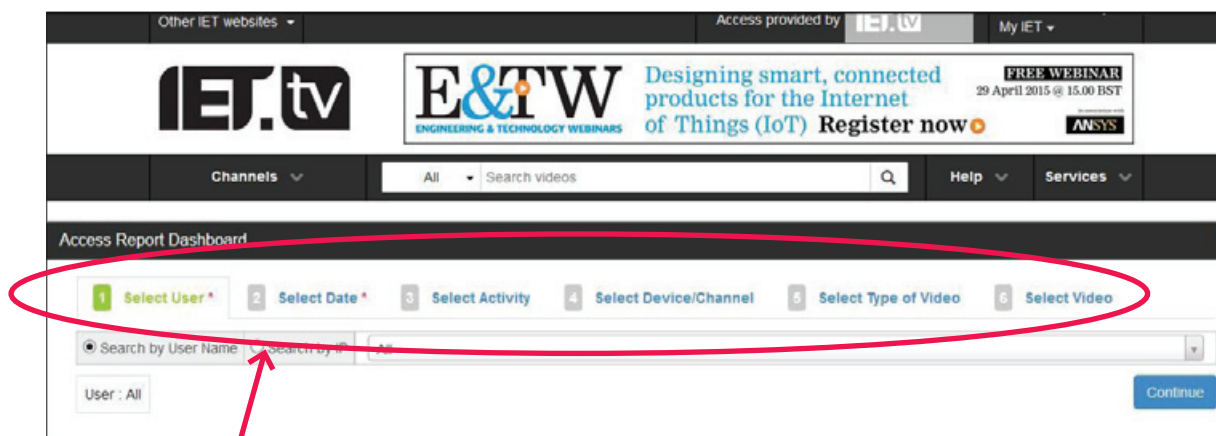 Other IET websites
Access provided by IET.tv
My IET
IET.tv
E&TW
ENGINEERING & TECHNOLOGY WEBINARS
Designing smart, connected
products for the Internet
of Things (IoT) Register now
FREE WEBINAR
29 April 2015 @ 15.00 BST
ANSYS
Channels
All
Search videos
Help
Services
Access Report Dashboard
1 Select User *
2 Select Date *
3 Select Activity
4 Select Device/Channel
5 Select Type of Video
6 Select Video
Search by User Name
Search by IP
All
User : All
Continue